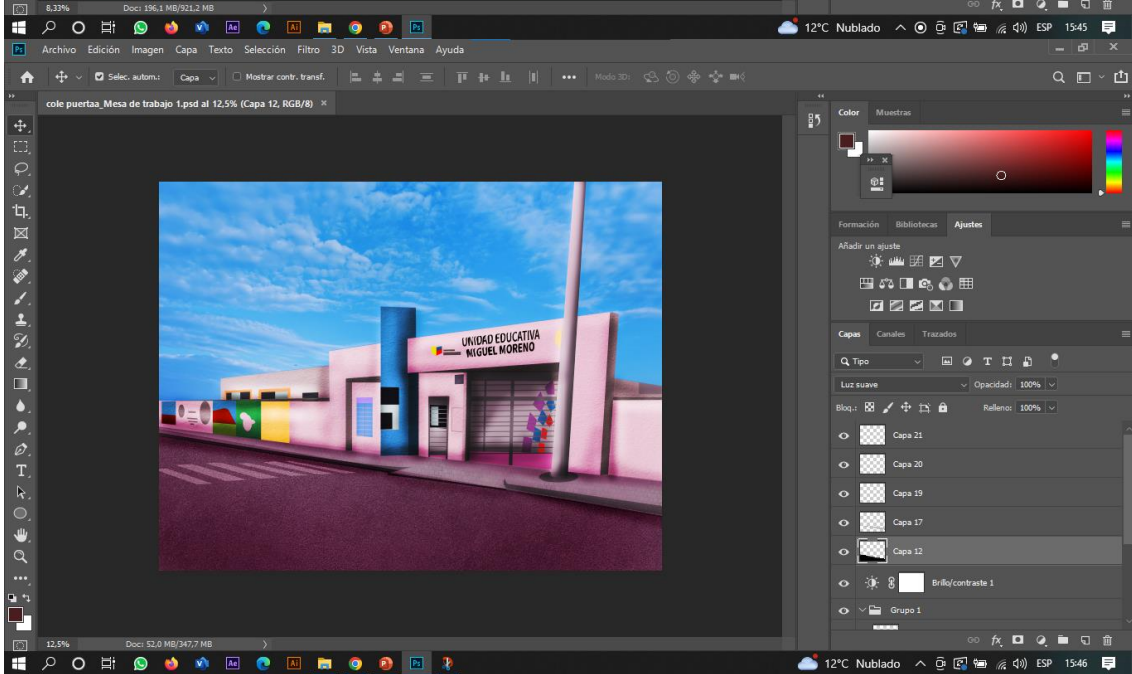 8,33% Doc: 196,1 MB/921,2 MB
12°C Nublado ESP 15:45
Archivo Edición Imagen Capa Texto Selección Filtro 3D Vista Ventana Ayuda
Selec. autom.: Capa Mostrar contr. transf. Modo 3D:
cole puertaa_Mesa de trabajo 1.psd al 12,5% (Capa 12, RGB/8)
Color Muestras
Formación Bibliotecas Ajustes
Añadir un ajuste
UNIDAD EDUCATIVA
MIGUEL MORENO
Capas Canales Trazados
Tipo
Luz suave Opacidad: 100%
Bloq.: Relleno: 100%
Capa 21
Capa 20
Capa 19
Capa 17
Capa 12
Brillo/contraste 1
Grupo 1
12,5% Doc: 52,0 MB/347,7 MB
12°C Nublado ESP 15:46